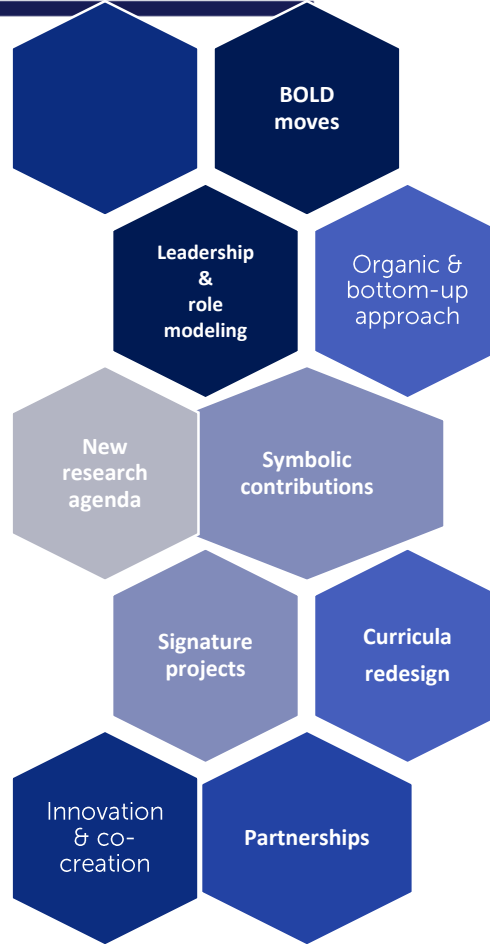 BOLD
moves
Leadership
&
role
modeling
Organic &
bottom-up
approach
New
research
agenda
Symbolic
contributions
Signature
projects
Curricula
redesign
Innovation
& co-
creation
Partnerships